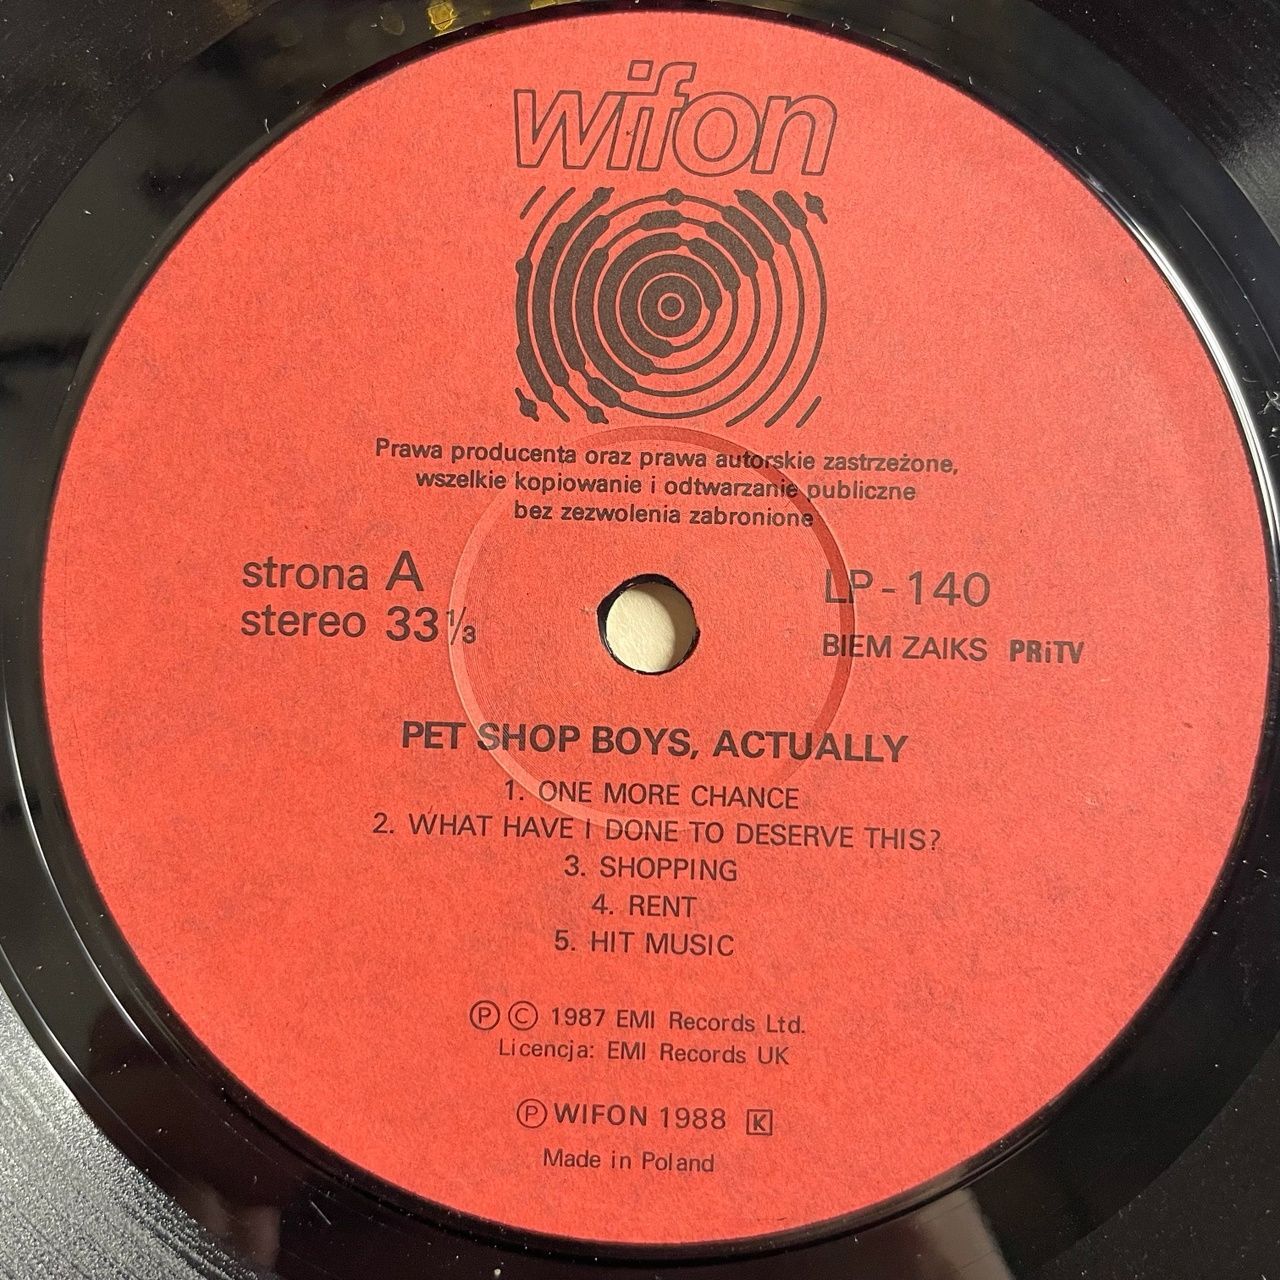 wifon
Prawa producenta oraz prawa autorskie zastrzeżone,
wszelkie kopiowanie i odtwarzanie publiczne
bez zezwolenia zabronione
strona A
stereo 33 1/3
LP-140
BIEM ZAIKS PRiTV
PET SHOP BOYS, ACTUALLY
1. ONE MORE CHANCE
2. WHAT HAVE I DONE TO DESERVE THIS?
3. SHOPPING
4. RENT
5. HIT MUSIC
Ⓟ Ⓒ 1987 EMI Records Ltd.
Licencja: EMI Records UK
Ⓟ WIFON 1988 K
Made in Poland